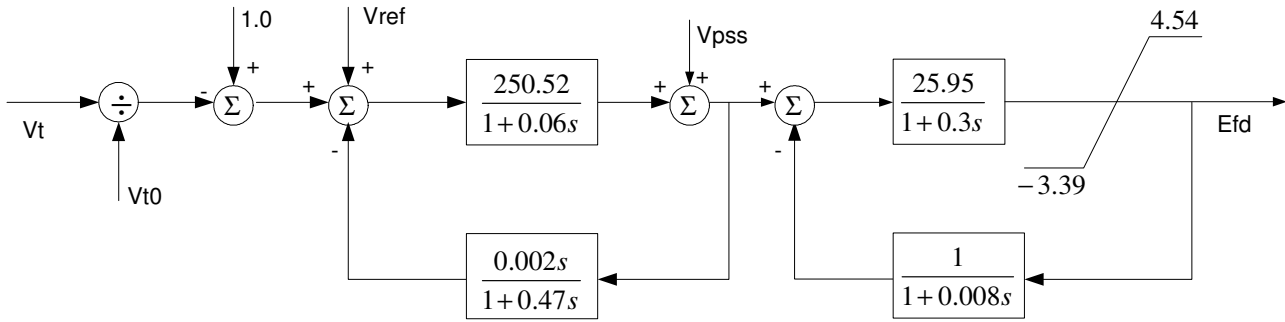 1.0
Vref
Vpss
4.54
+
+
+
-
+
+
+
+
÷
Σ
Σ
250.52
1+0.06s
Σ
Σ
25.95
1+0.3s
Vt
Efd
-
-
−3.39
Vt0
0.002s
1+0.47s
1
1+0.008s